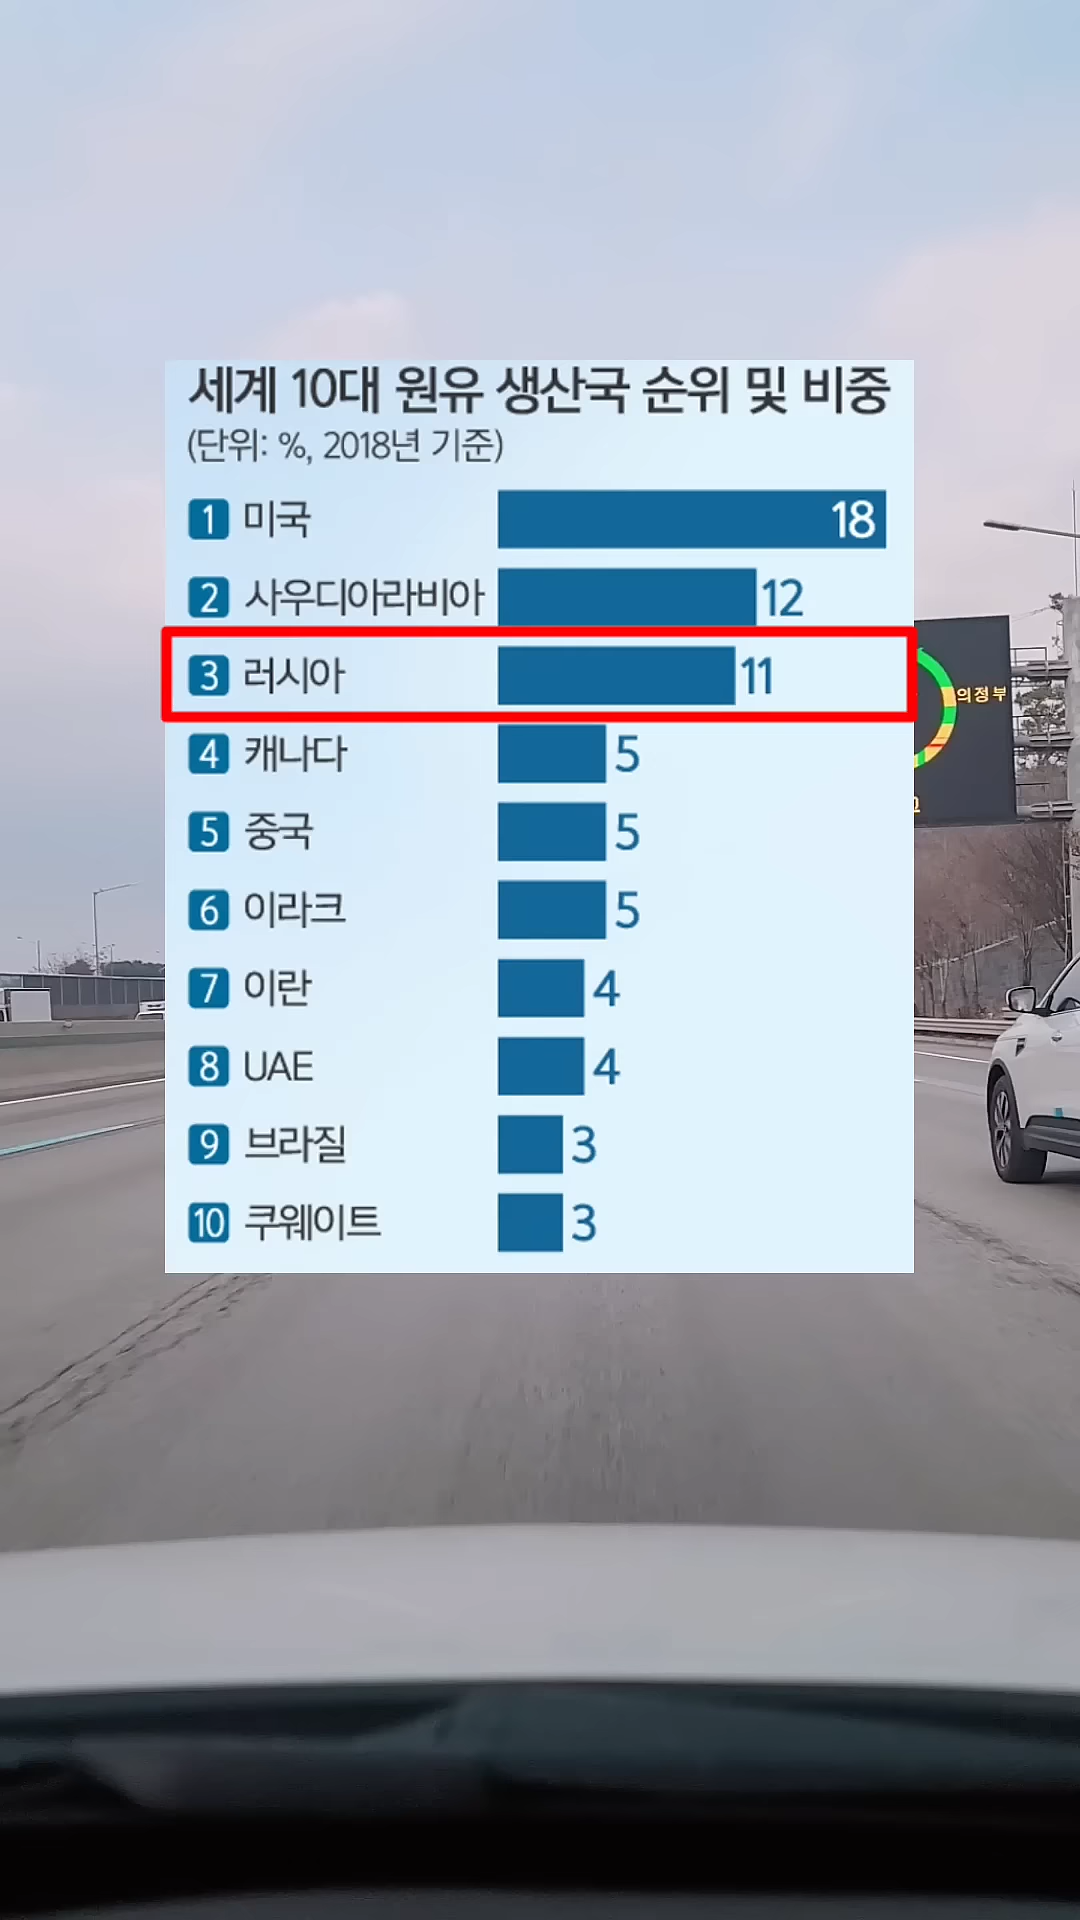 세계 10대 원유 생산국 순위 및 비중
(단위: %, 2018년 기준)
1 미국 18
2 사우디아라비아 12
3 러시아 11
4 캐나다 5
5 중국 5
6 이라크 5
7 이란 4
8 UAE 4
9 브라질 3
10 쿠웨이트 3
의정부